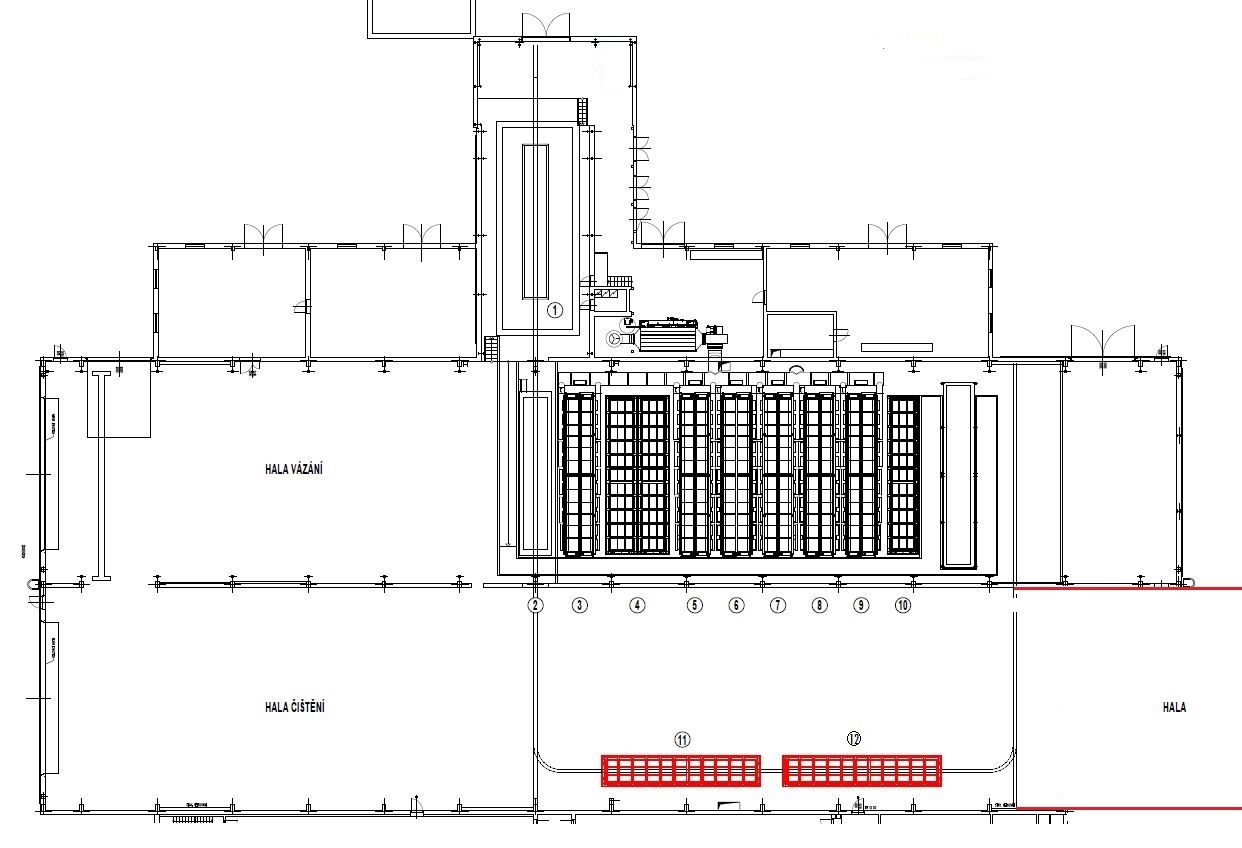 ①
HALA VÁZÁNÍ
② ③ ④ ⑤ ⑥ ⑦ ⑧ ⑨ ⑩
HALA ČIŠTĚNÍ
HALA
⑪ ⑫